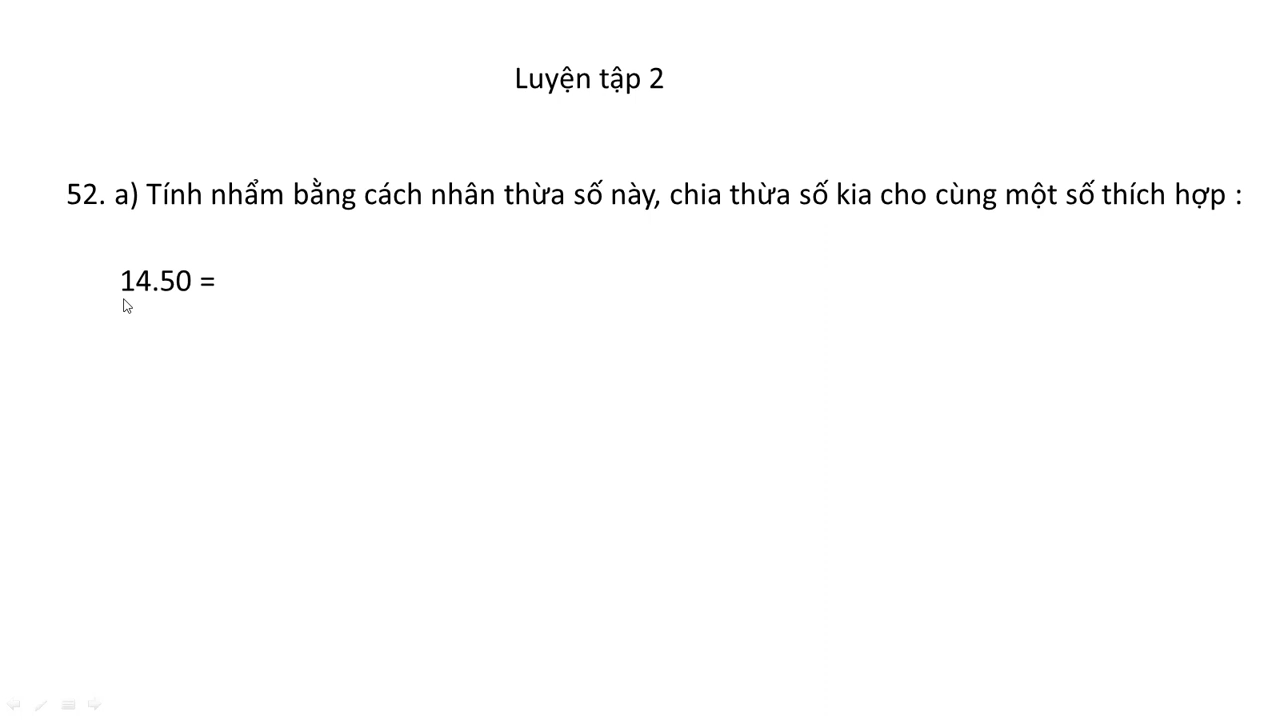 Luyện tập 2
52. a) Tính nhẩm bằng cách nhân thừa số này, chia thừa số kia cho cùng một số thích hợp :
14.50 =